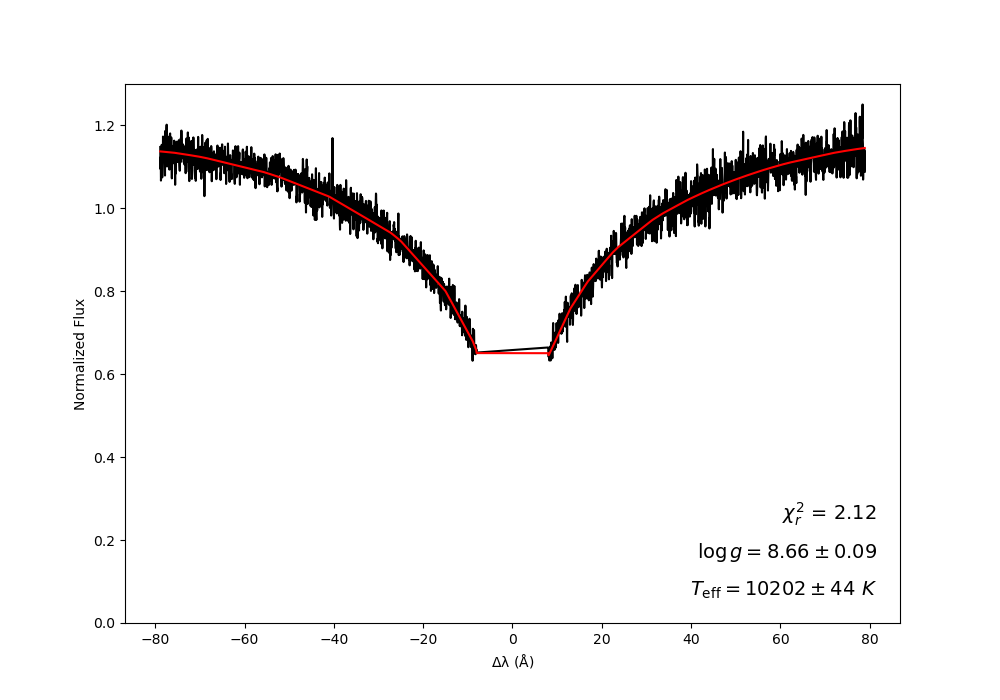 1.2
1.0
0.8
0.6
0.4
0.2
0.0
Normalized Flux
χ²ᵣ = 2.12
log g = 8.66 ± 0.09
T_eff = 10202 ± 44 K
−80 −60 −40 −20 0 20 40 60 80
Δλ (Å)